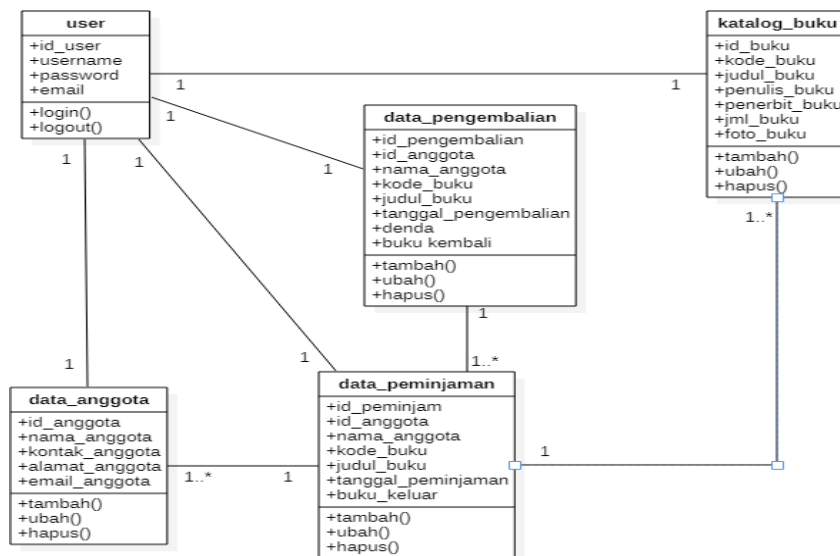 user
+id_user
+username
+password
+email
+login()
+logout()
katalog_buku
+id_buku
+kode_buku
+judul_buku
+penulis_buku
+penerbit_buku
+jml_buku
+foto_buku
+tambah()
+ubah()
+hapus()
1
1
1
1
1
1
data_pengembalian
+id_pengembalian
+id_anggota
+nama_anggota
+kode_buku
+judul_buku
+tanggal_pengembalian
+denda
+buku kembali
+tambah()
+ubah()
+hapus()
1..*
1
1..*
1
1
data_anggota
+id_anggota
+nama_anggota
+kontak_anggota
+alamat_anggota
+email_anggota
+tambah()
+ubah()
+hapus()
1..*
1
data_peminjaman
+id_peminjam
+id_anggota
+nama_anggota
+kode_buku
+judul_buku
+tanggal_peminjaman
+buku_keluar
+tambah()
+ubah()
+hapus()
1